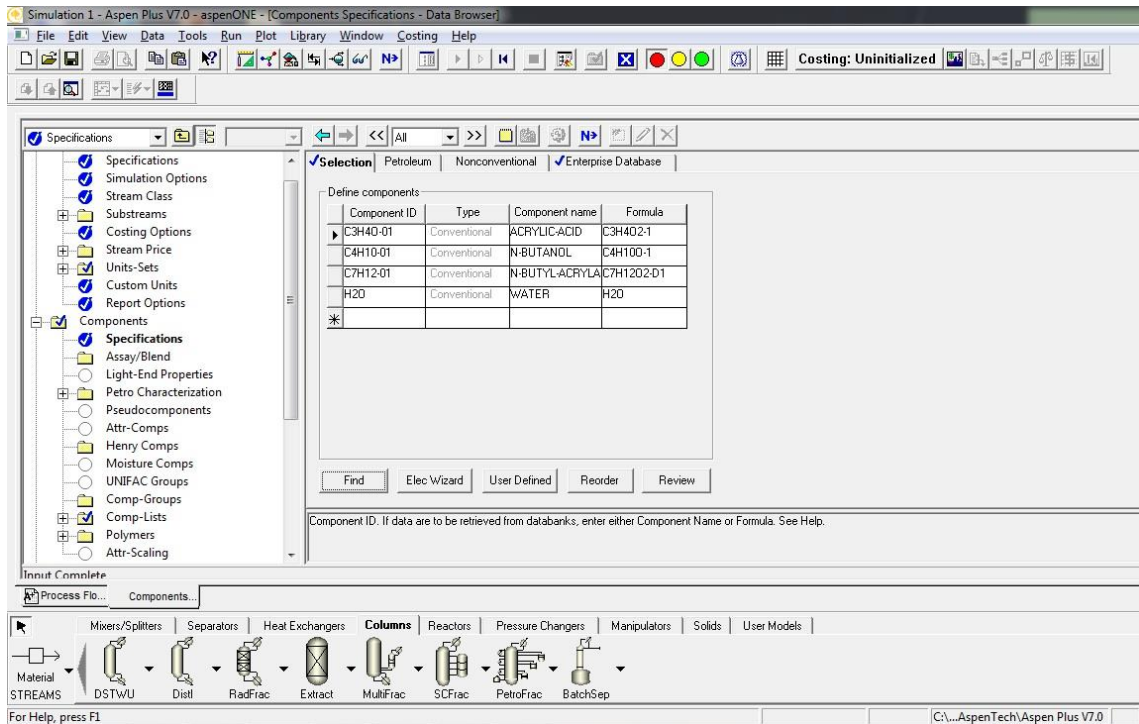 Simulation 1 - Aspen Plus V7.0 - aspenONE - [Components Specifications - Data Browser]
File Edit View Data Tools Run Plot Library Window Costing Help
N> Costing: Uninitialized
Specifications << All >> N>
Specifications
Simulation Options
Stream Class
Substreams
Costing Options
Stream Price
Units-Sets
Custom Units
Report Options
Components
Specifications
Assay/Blend
Light-End Properties
Petro Characterization
Pseudocomponents
Attr-Comps
Henry Comps
Moisture Comps
UNIFAC Groups
Comp-Groups
Comp-Lists
Polymers
Attr-Scaling
Selection Petroleum Nonconventional Enterprise Database
Define components
Component ID Type Component name Formula
C3H4O-01 Conventional ACRYLIC-ACID C3H4O2-1
C4H10-01 Conventional N-BUTANOL C4H10O-1
C7H12-01 Conventional N-BUTYL-ACRYLA C7H12O2-D1
H2O Conventional WATER H2O
Find Elec Wizard User Defined Reorder Review
Component ID. If data are to be retrieved from databanks, enter either Component Name or Formula. See Help.
Input Complete
Process Flo... Components...
Mixers/Splitters Separators Heat Exchangers Columns Reactors Pressure Changers Manipulators Solids User Models
Material
STREAMS DSTWU Distl RadFrac Extract MultiFrac SCFrac PetroFrac BatchSep
For Help, press F1 C:\...AspenTech\Aspen Plus V7.0